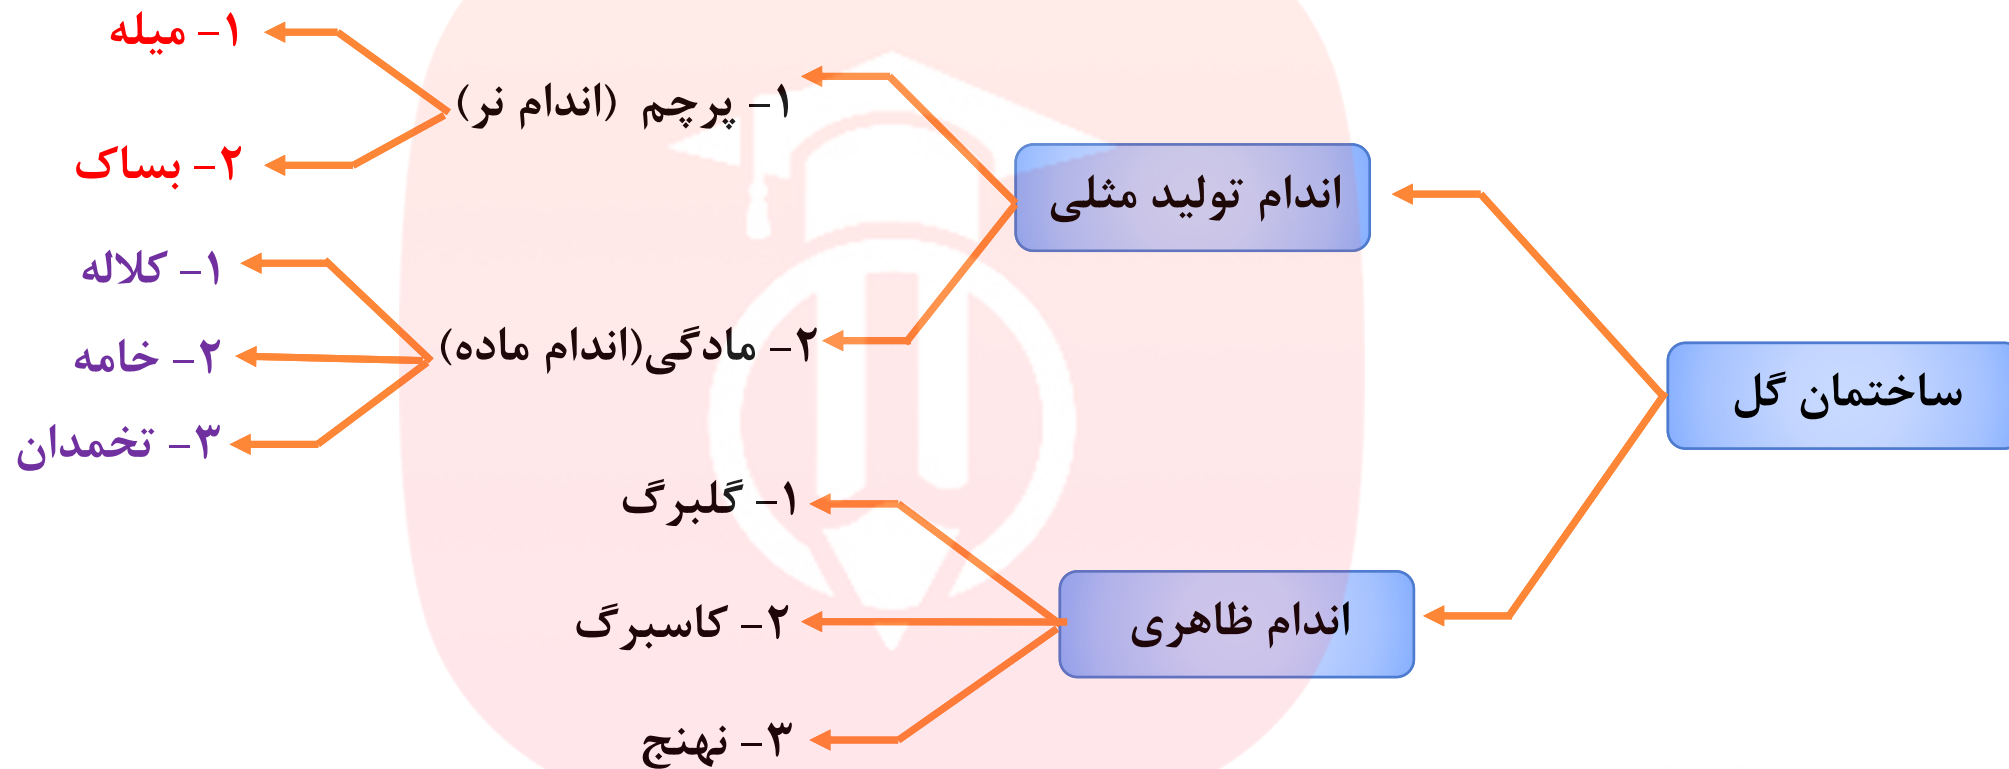 ساختمان گل
اندام تولید مثلی
۱- پرچم (اندام نر)
۱- میله
۲- بساک
۲- مادگی(اندام ماده)
۱- کلاله
۲- خامه
۳- تخمدان
اندام ظاهری
۱- گلبرگ
۲- کاسبرگ
۳- نهنج